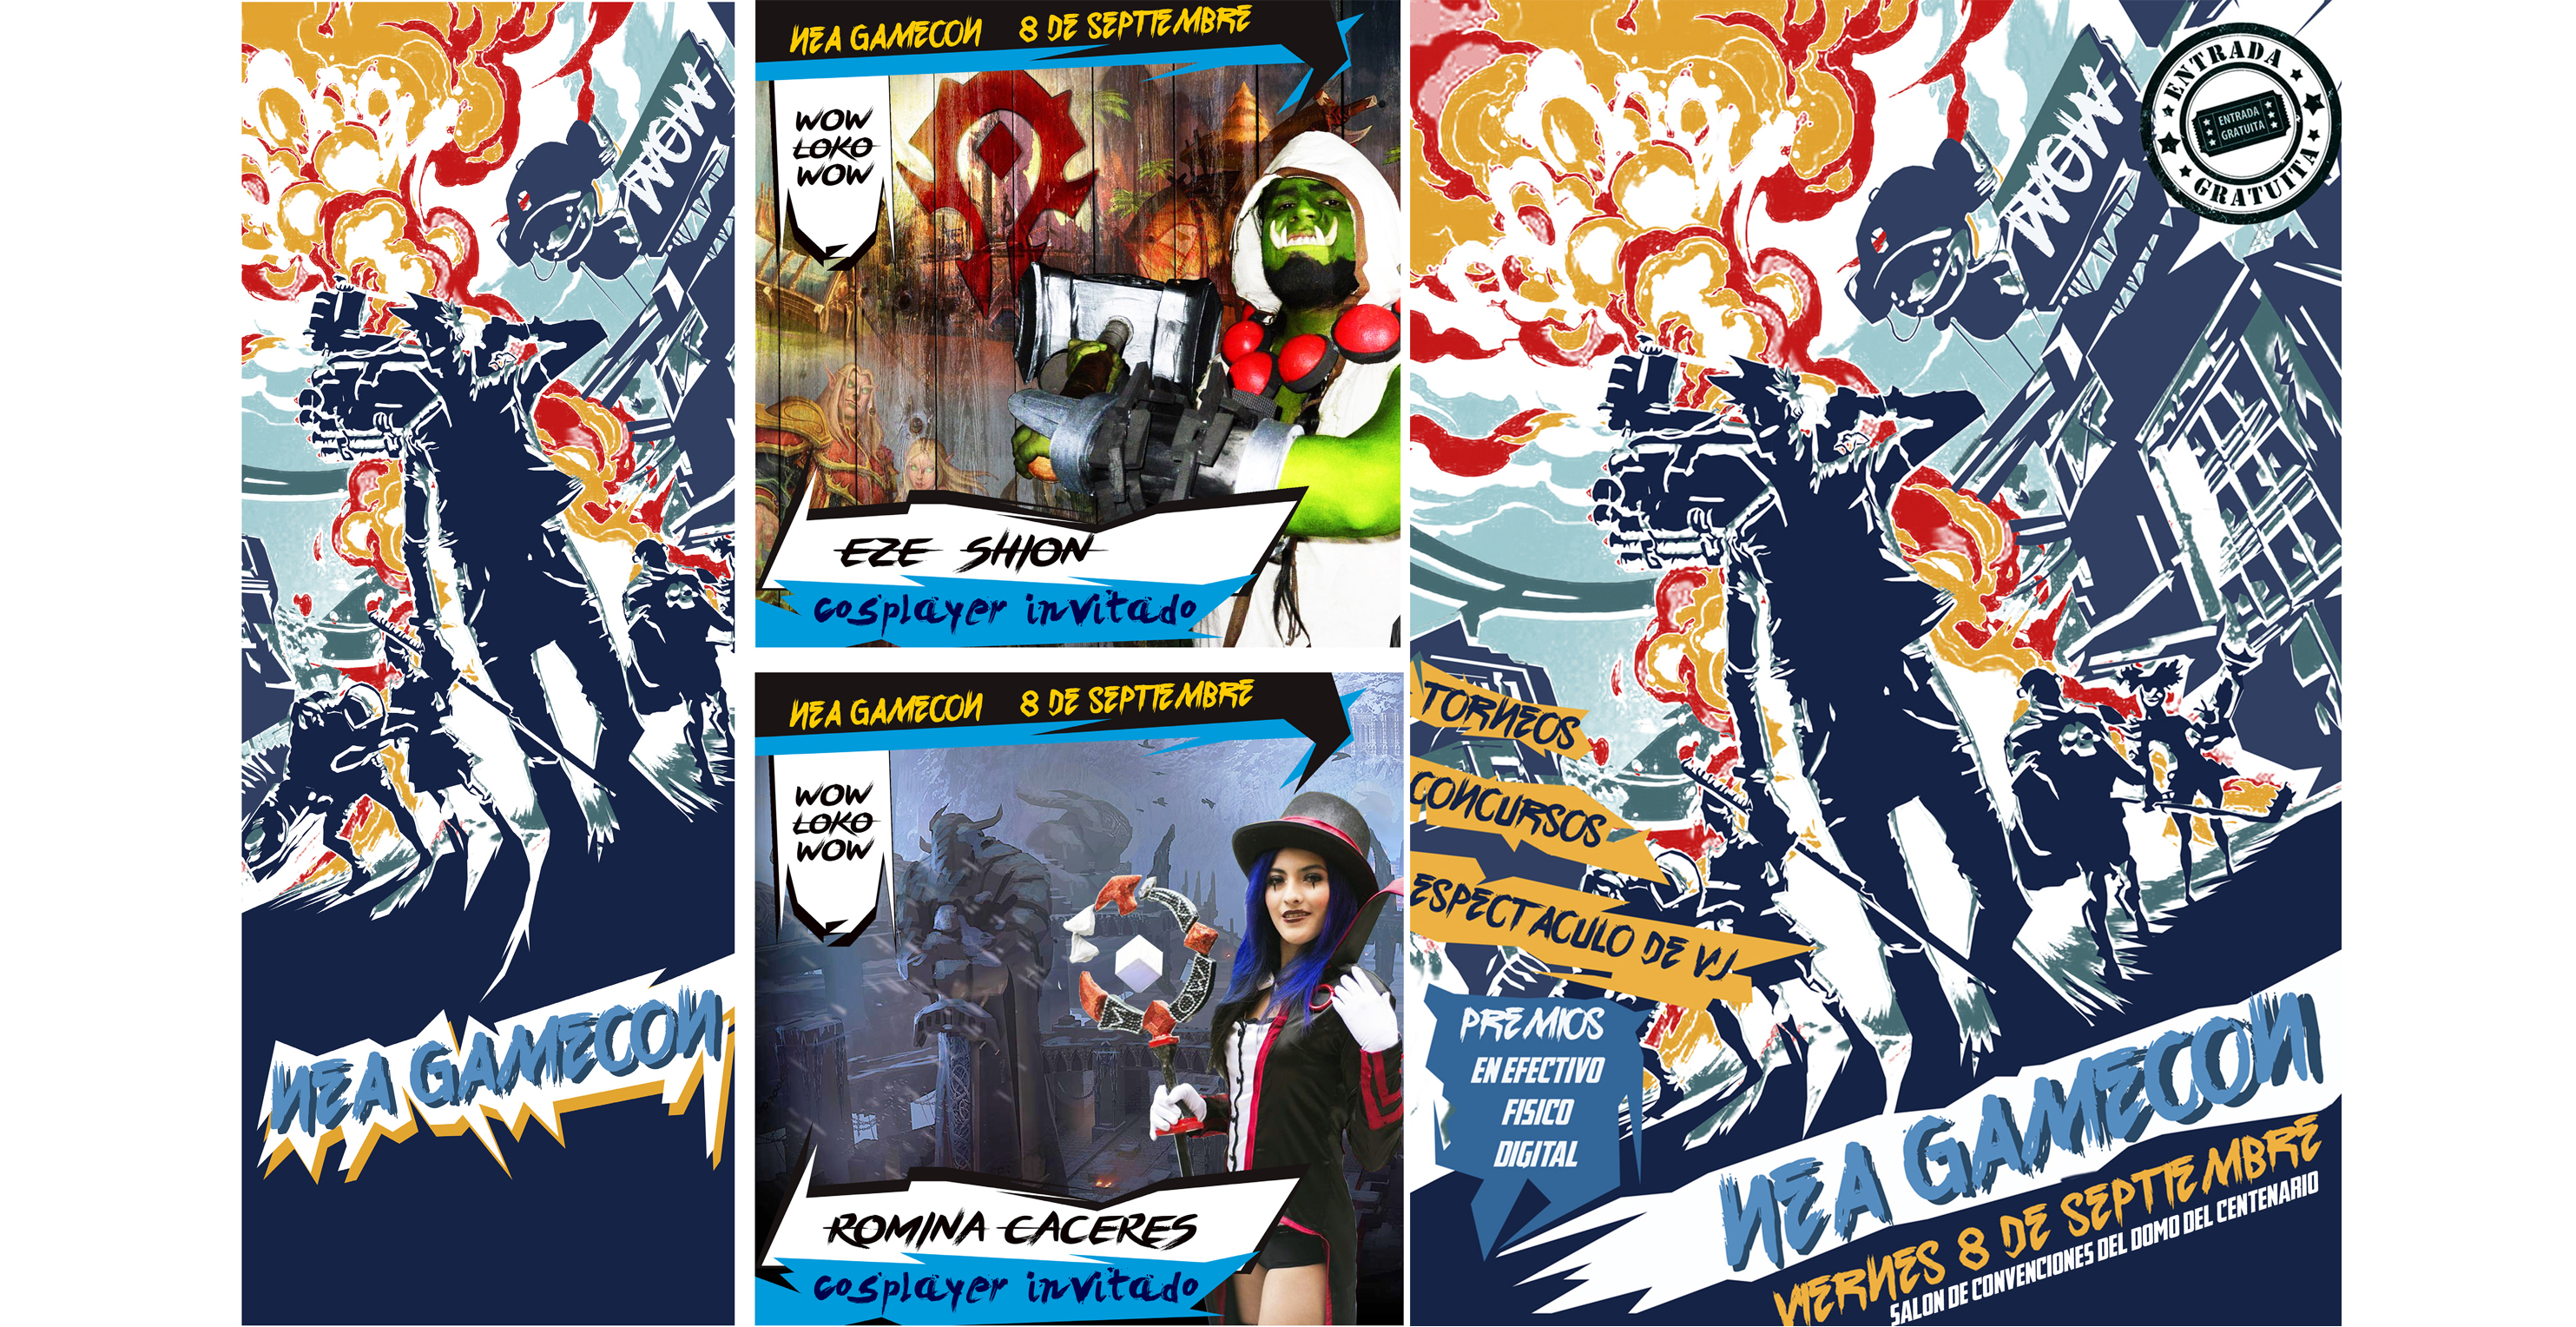 WOW
NEA GAMECON
NEA GAMECON 8 DE SEPTIEMBRE
WOW
LOKO
WOW
EZE SHION
cosplayer invitado
NEA GAMECON 8 DE SEPTIEMBRE
WOW
LOKO
WOW
ROMINA CACERES
cosplayer invitado
WOW
ENTRADA
ENTRADA
GRATUITA
GRATUITA
TORNEOS
CONCURSOS
ESPECTACULO DE VJ
PREMIOS
EN EFECTIVO
FISICO
DIGITAL
NEA GAMECON
VIERNES 8 DE SEPTIEMBRE
SALON DE CONVENCIONES DEL DOMO DEL CENTENARIO